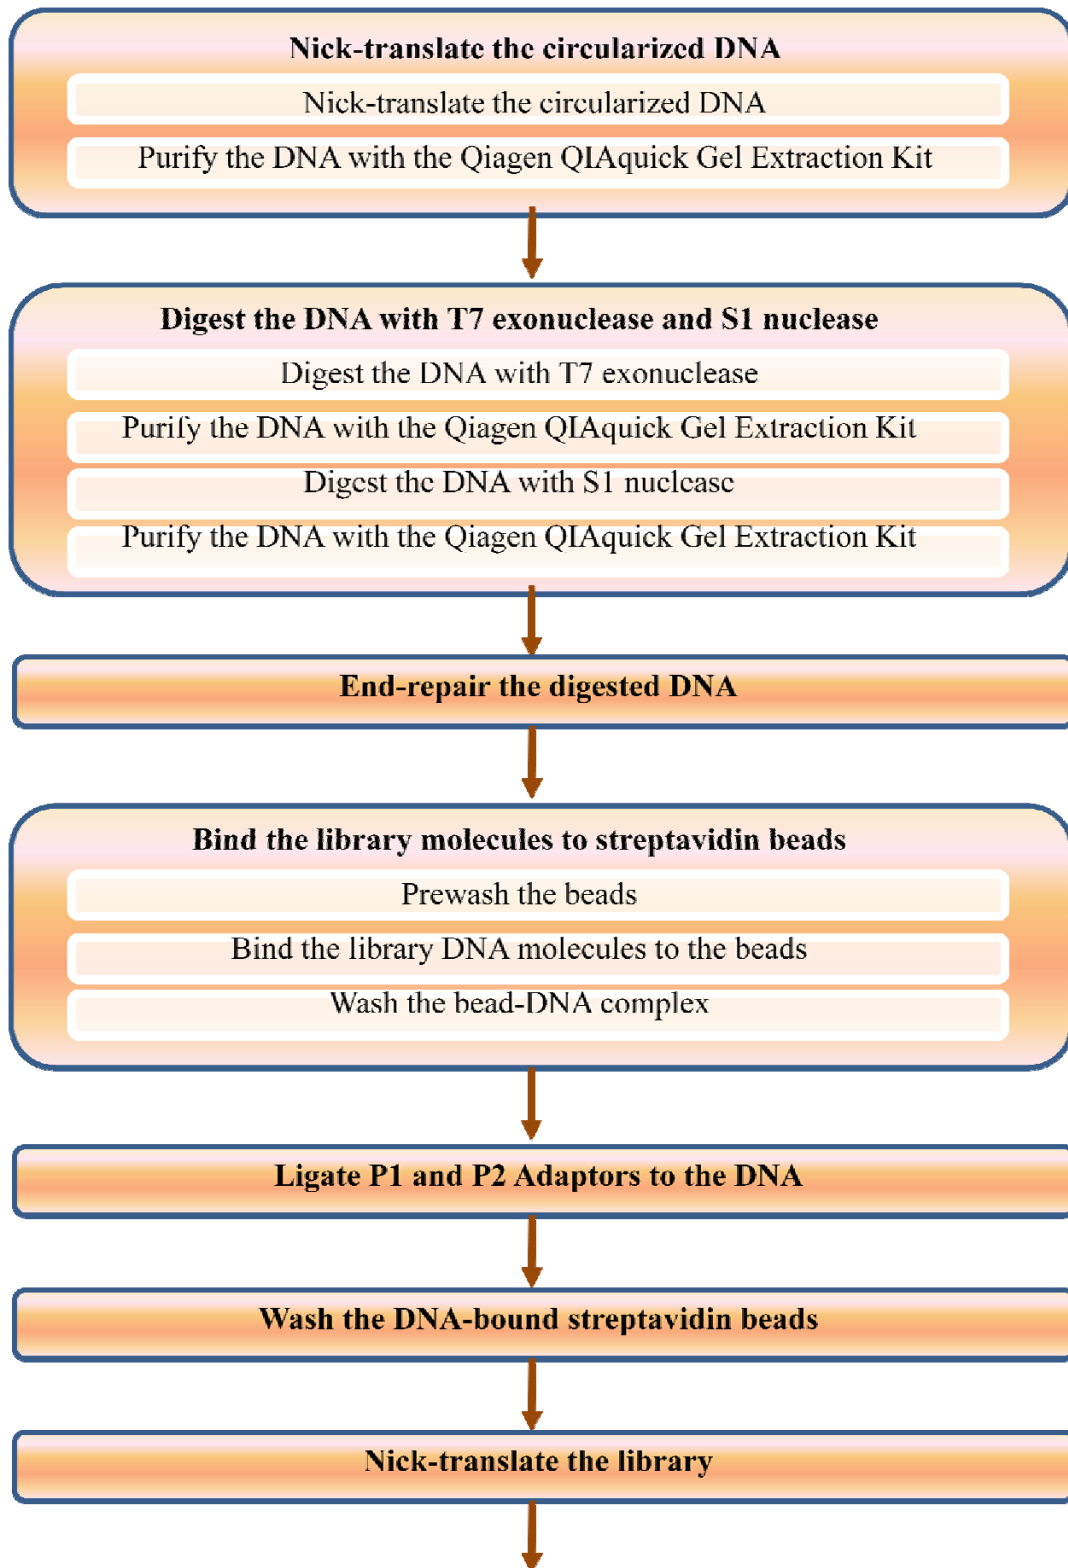 Nick-translate the circularized DNA
Nick-translate the circularized DNA
Purify the DNA with the Qiagen QIAquick Gel Extraction Kit
Digest the DNA with T7 exonuclease and S1 nuclease
Digest the DNA with T7 exonuclease
Purify the DNA with the Qiagen QIAquick Gel Extraction Kit
Digest the DNA with S1 nuclease
Purify the DNA with the Qiagen QIAquick Gel Extraction Kit
End-repair the digested DNA
Bind the library molecules to streptavidin beads
Prewash the beads
Bind the library DNA molecules to the beads
Wash the bead-DNA complex
Ligate P1 and P2 Adaptors to the DNA
Wash the DNA-bound streptavidin beads
Nick-translate the library